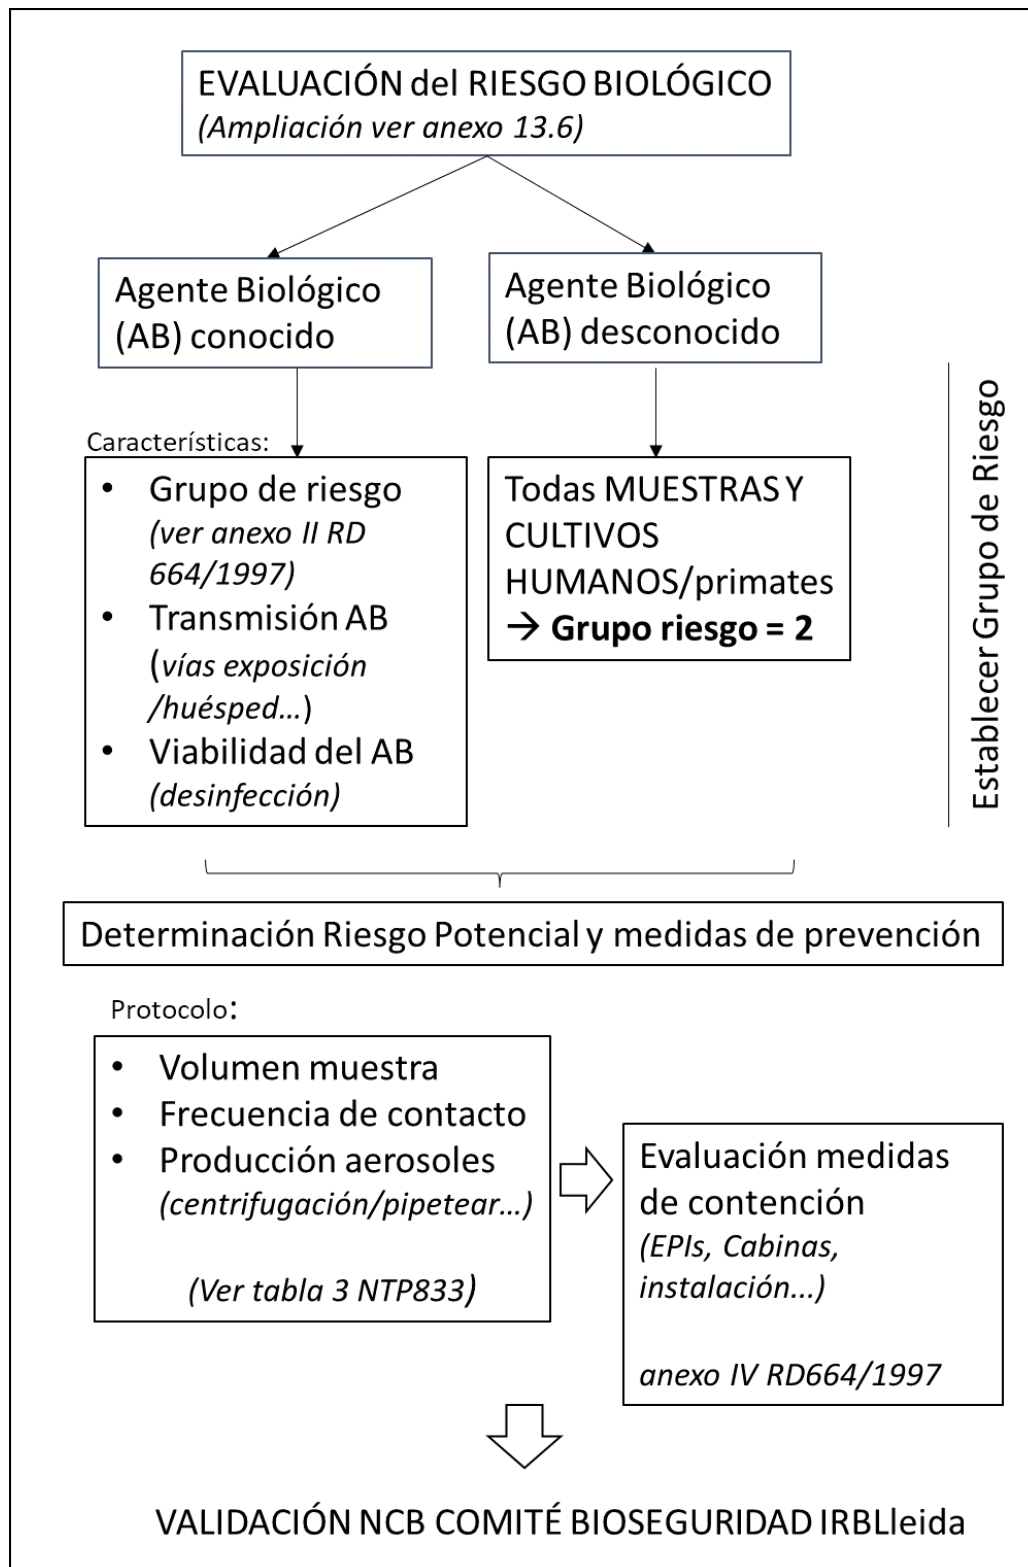 EVALUACIÓN del RIESGO BIOLÓGICO
(Ampliación ver anexo 13.6)
Agente Biológico
(AB) conocido
Agente Biológico
(AB) desconocido
Características:
• Grupo de riesgo
(ver anexo II RD
664/1997)
• Transmisión AB
(vías exposición
/huésped...)
• Viabilidad del AB
(desinfección)
Todas MUESTRAS Y
CULTIVOS
HUMANOS/primates
→ Grupo riesgo = 2
Establecer Grupo de Riesgo
Determinación Riesgo Potencial y medidas de prevención
Protocolo:
• Volumen muestra
• Frecuencia de contacto
• Producción aerosoles
(centrifugación/pipetear...)
(Ver tabla 3 NTP833)
Evaluación medidas
de contención
(EPIs, Cabinas,
instalación...)
anexo IV RD664/1997
VALIDACIÓN NCB COMITÉ BIOSEGURIDAD IRBLleida